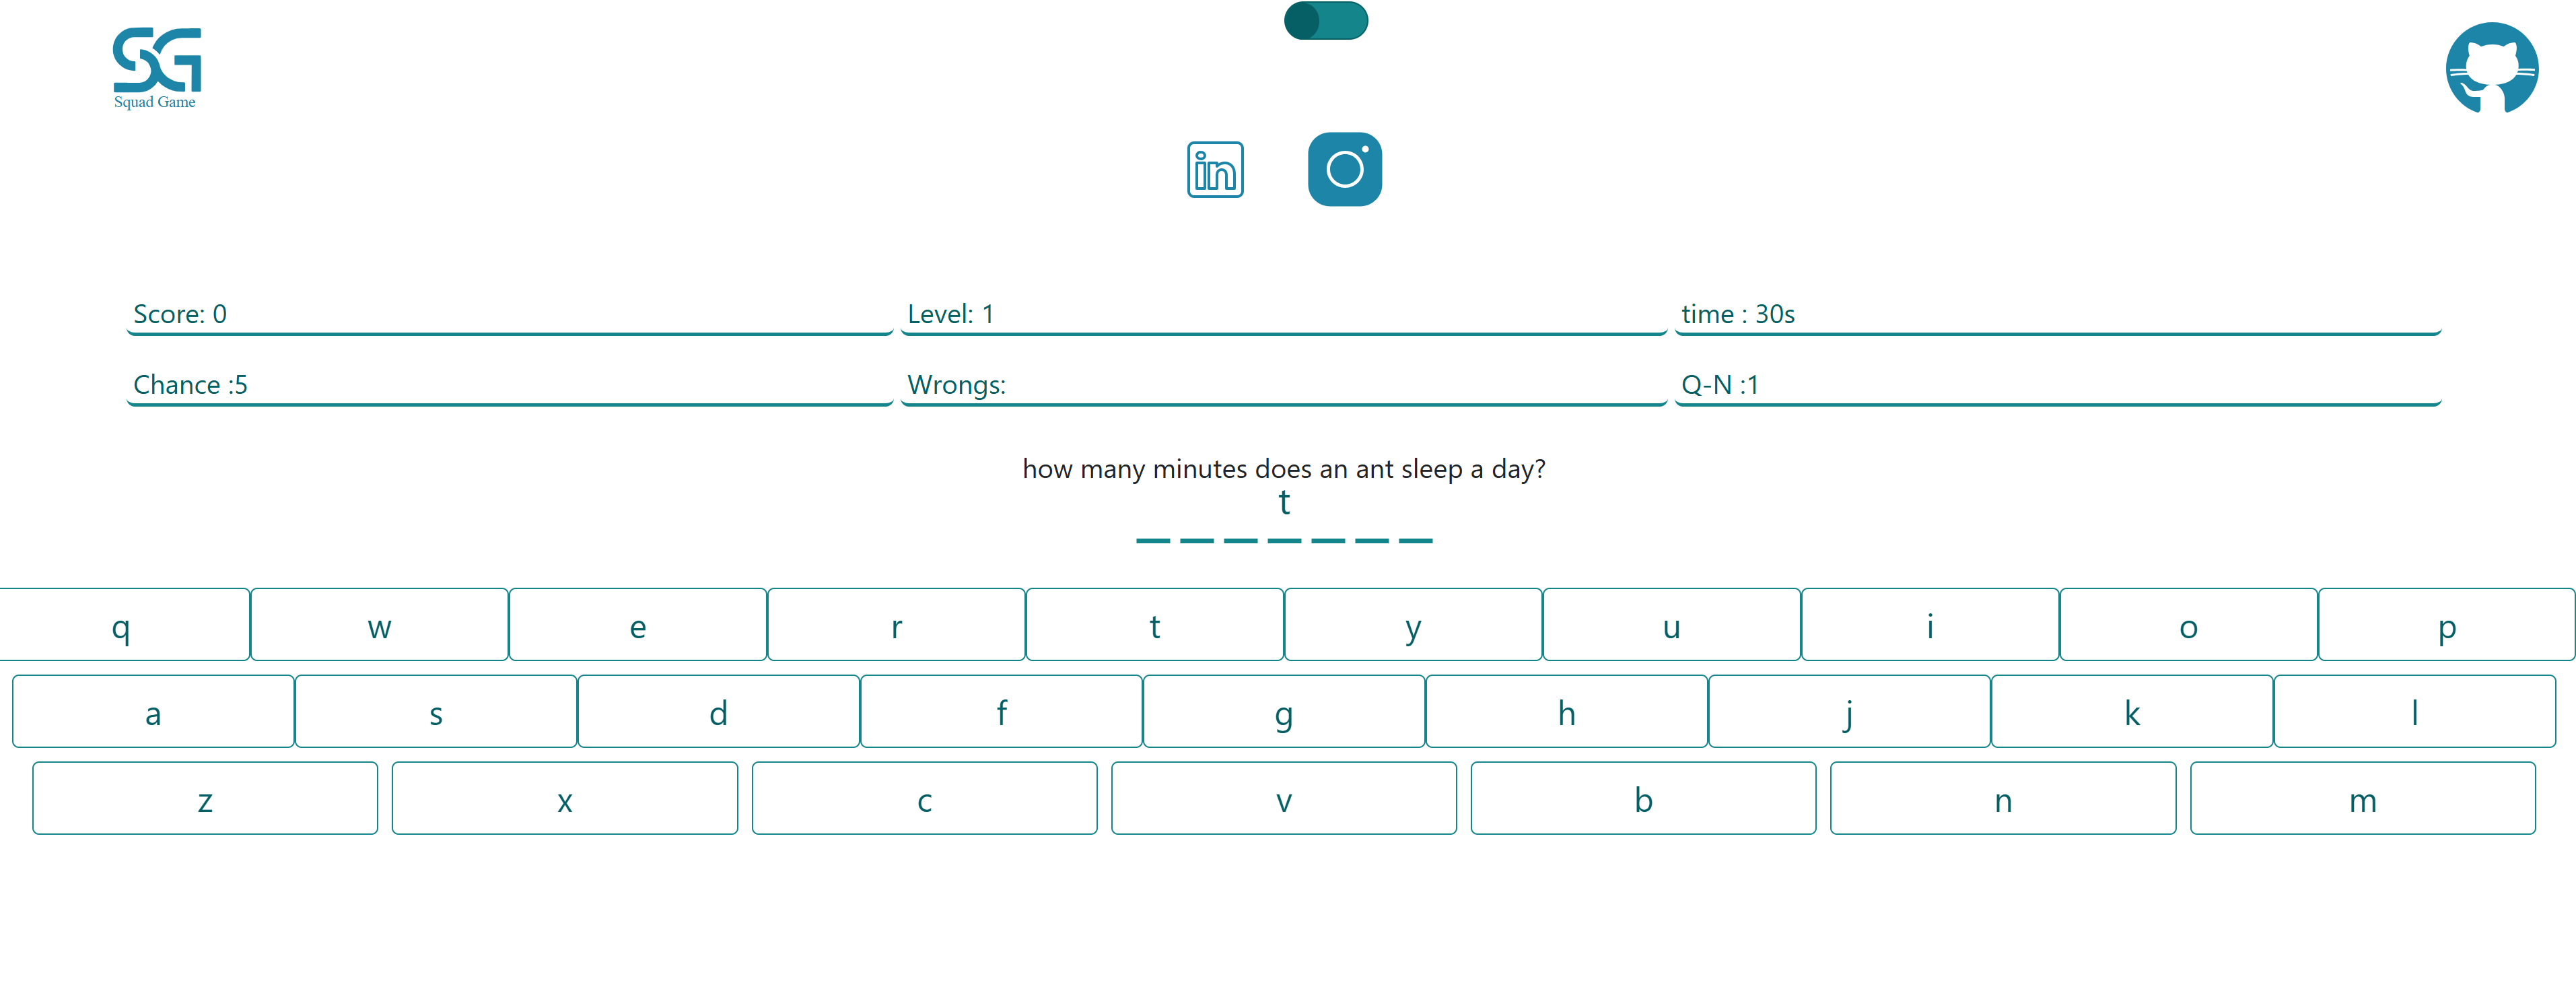 SG
Squad Game
in
Score: 0
Level: 1
time : 30s
Chance :5
Wrongs:
Q-N :1
how many minutes does an ant sleep a day?
t
q w e r t y u i o p
a s d f g h j k l
z x c v b n m